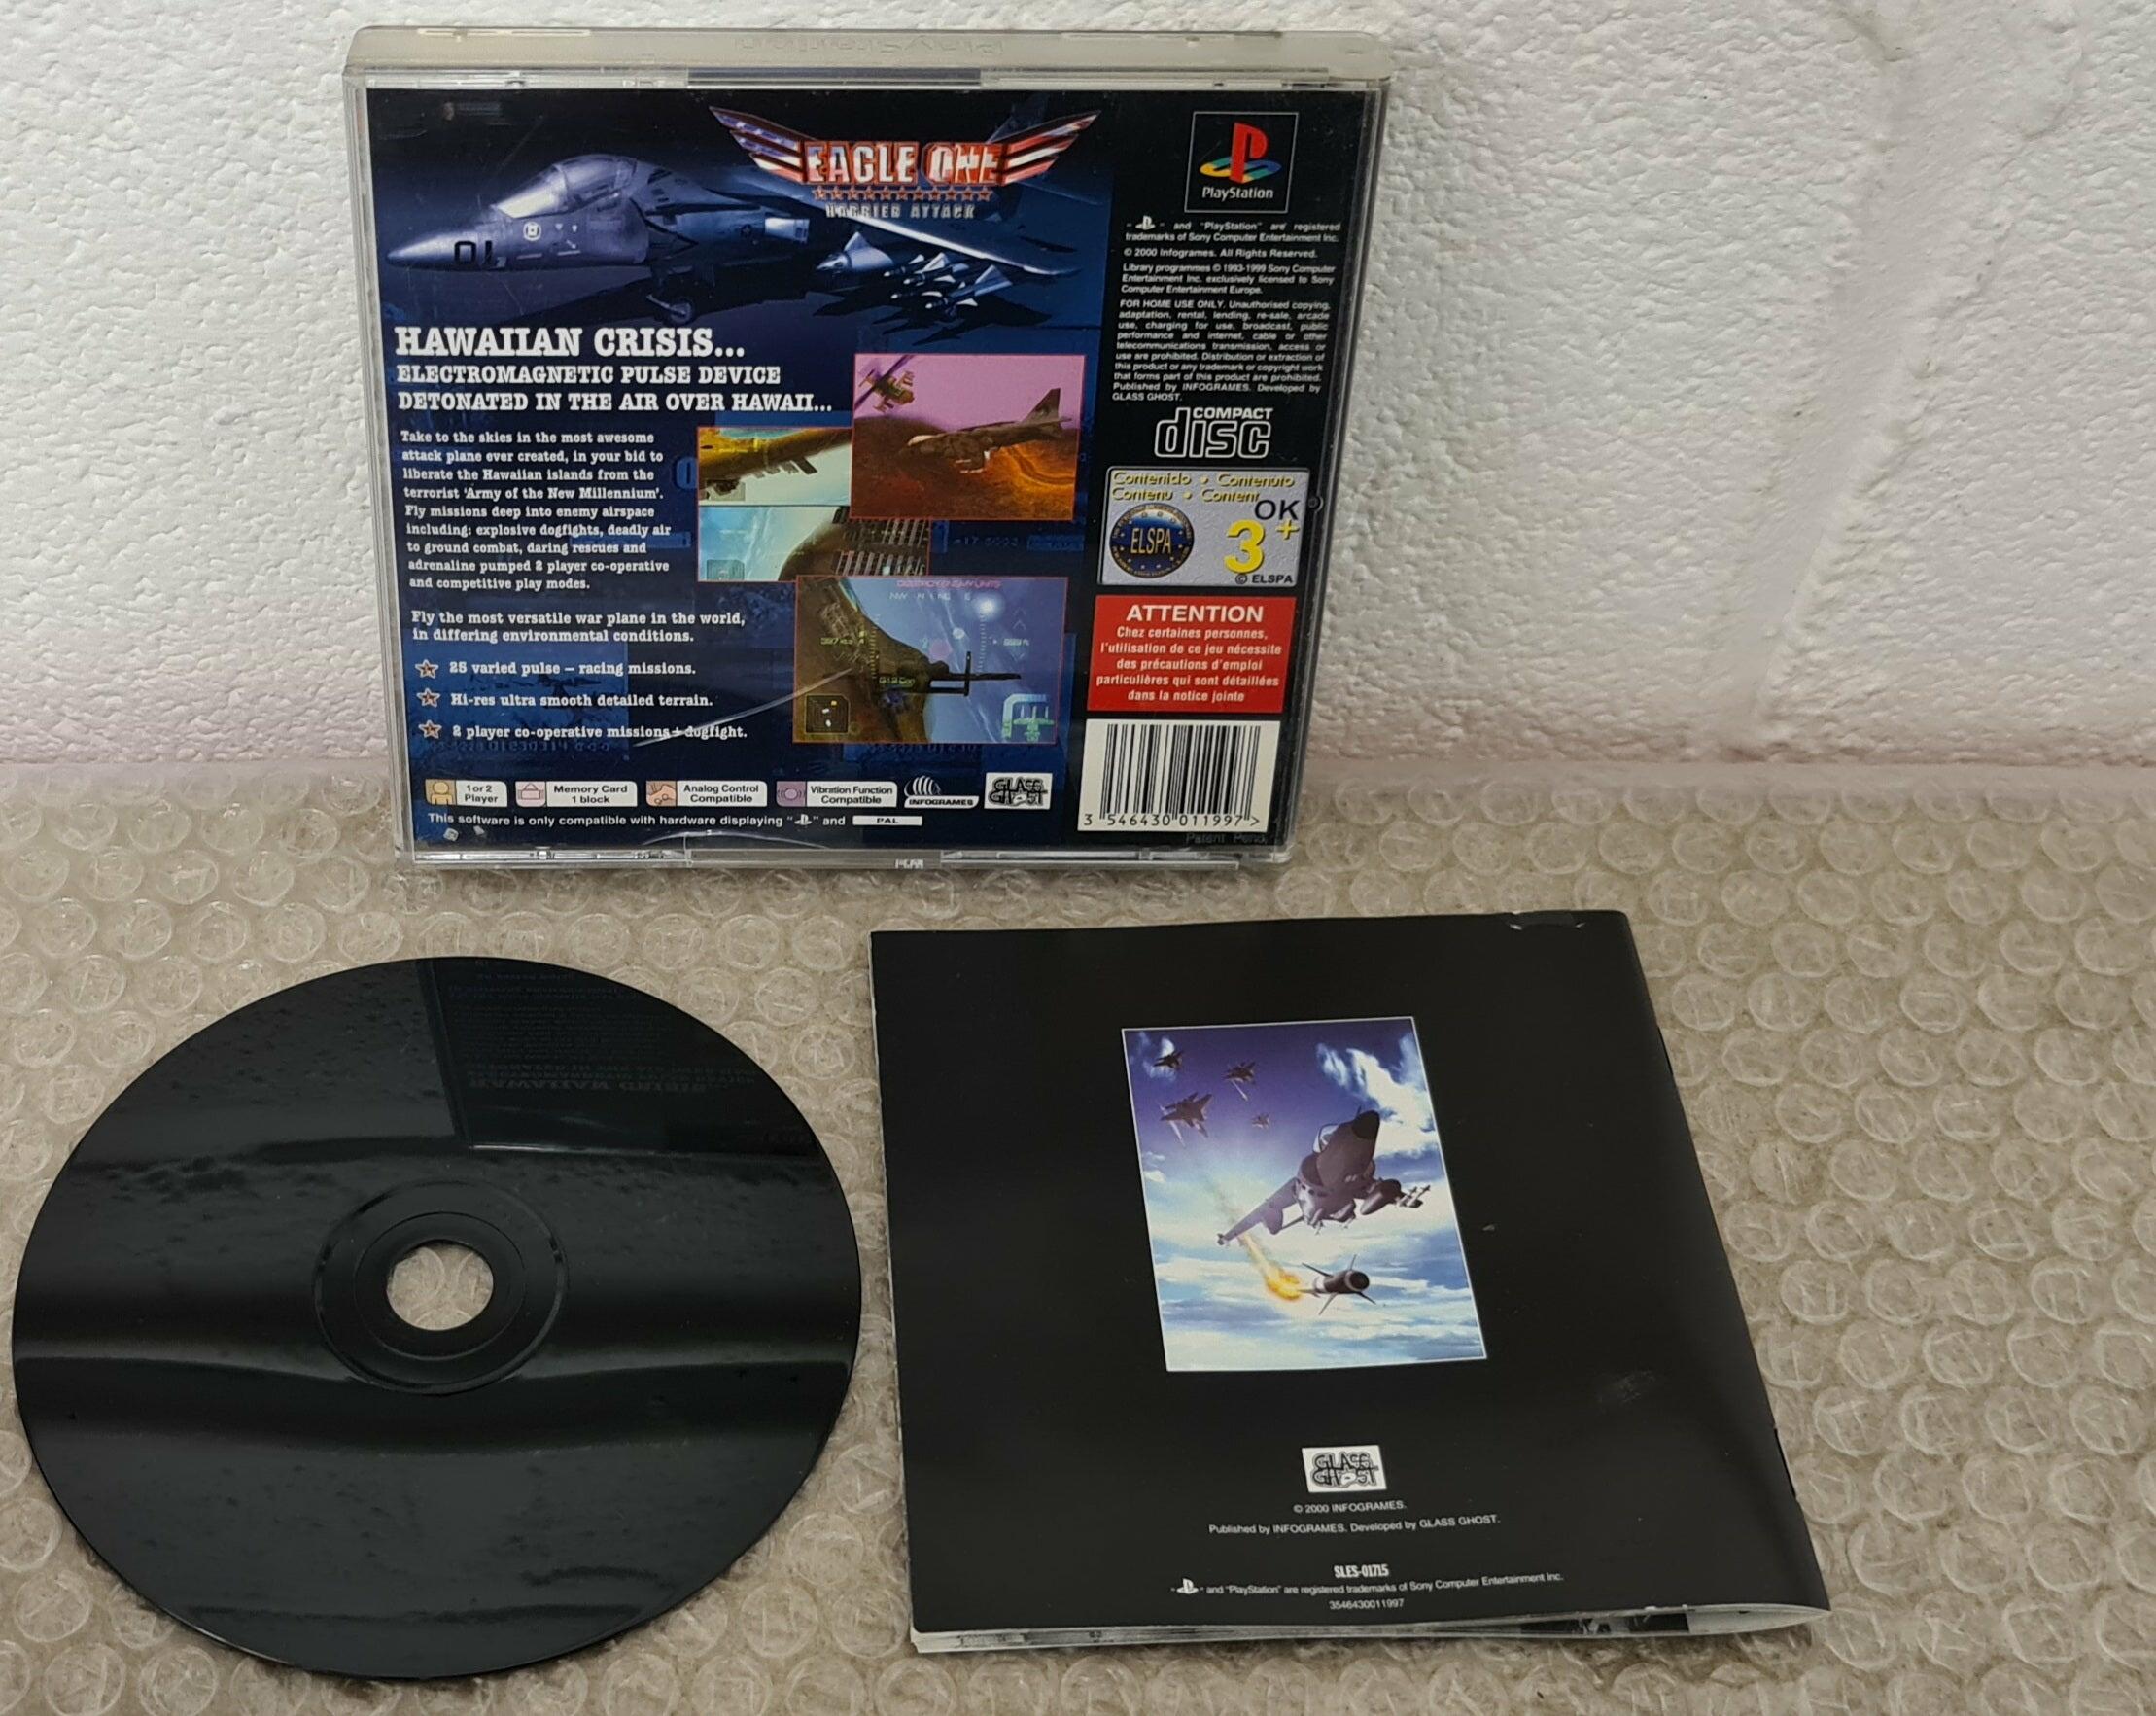 PlayStation
EAGLE ONE
HARRIER ATTACK
01
HAWAIIAN CRISIS...
ELECTROMAGNETIC PULSE DEVICE
DETONATED IN THE AIR OVER HAWAII...
Take to the skies in the most awesome
attack plane ever created, in your bid to
liberate the Hawaiian islands from the
terrorist 'Army of the New Millennium'.
Fly missions deep into enemy airspace
including: explosive dogfights, deadly air
to ground combat, daring rescues and
adrenaline pumped 2 player co-operative
and competitive play modes.
Fly the most versatile war plane in the world,
in differing environmental conditions.
25 varied pulse – racing missions.
Hi-res ultra smooth detailed terrain.
2 player co-operative missions + dogfight.
DESTROY ENEMY UNITS
NW N NE E
1 or 2
Player
Memory Card
1 block
Analog Control
Compatible
Vibration Function
Compatible
INFOGRAMES
GLASS
GHOST
This software is only compatible with hardware displaying " " and PAL
PlayStation
" " and "PlayStation" are registered
trademarks of Sony Computer Entertainment Inc.
© 2000 Infogrames. All Rights Reserved.
Library programmes © 1993-1999 Sony Computer
Entertainment Inc. exclusively licensed to Sony
Computer Entertainment Europe.
FOR HOME USE ONLY. Unauthorised copying,
adaptation, rental, lending, re-sale, arcade
use, charging for use, broadcast, public
performance and internet, cable or other
telecommunications transmission, access or
use are prohibited. Distribution or extraction of
this product or any trademark or copyright work
that forms part of this product are prohibited.
Published by INFOGRAMES. Developed by
GLASS GHOST.
COMPACT
disc
Contenido • Contenuto
Contenu • Content
OK
ELSPA
3+
© ELSPA
ATTENTION
Chez certaines personnes,
l'utilisation de ce jeu nécessite
des précautions d'emploi
particulières qui sont détaillées
dans la notice jointe
3 546430 011997 >
Patent Pend.
GLASS
GHOST
© 2000 INFOGRAMES.
Published by INFOGRAMES. Developed by GLASS GHOST.
SLES-01715
" " and "PlayStation" are registered trademarks of Sony Computer Entertainment Inc.
3546430011997